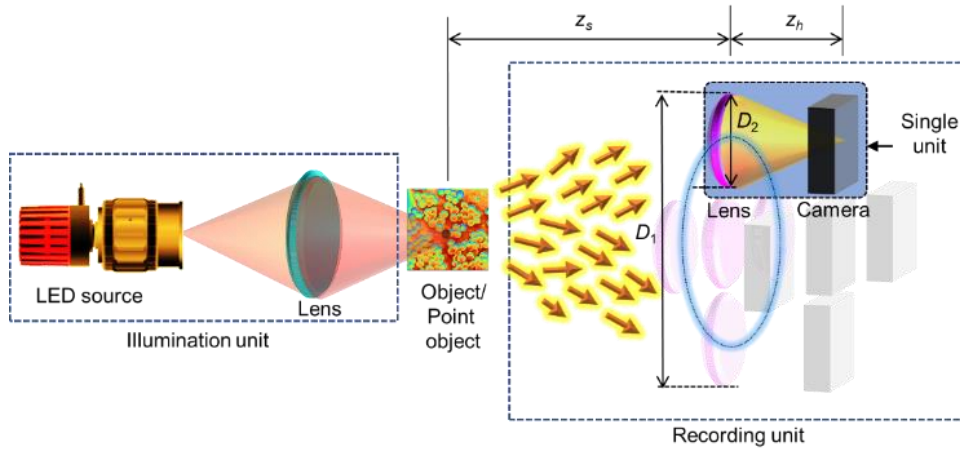 z_s
z_h
D_2
Single
unit
Lens
Camera
D_1
LED source
Lens
Object/
Point
object
Illumination unit
Recording unit